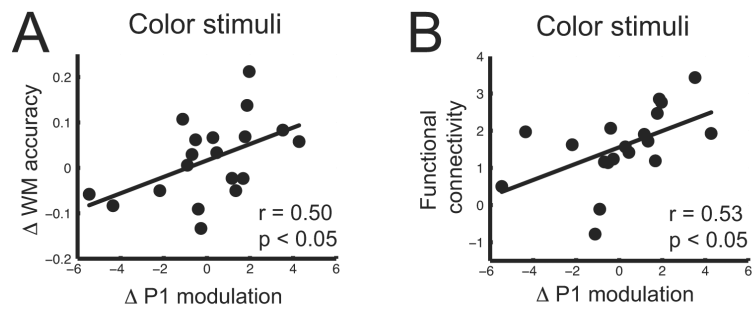 A
Color stimuli
Δ WM accuracy
0.2
0.1
0
−0.1
−0.2
r = 0.50
p < 0.05
−6 −4 −2 0 2 4 6
Δ P1 modulation
B
Color stimuli
Functional
connectivity
4
3
2
1
0
−1
r = 0.53
p < 0.05
−6 −4 −2 0 2 4 6
Δ P1 modulation